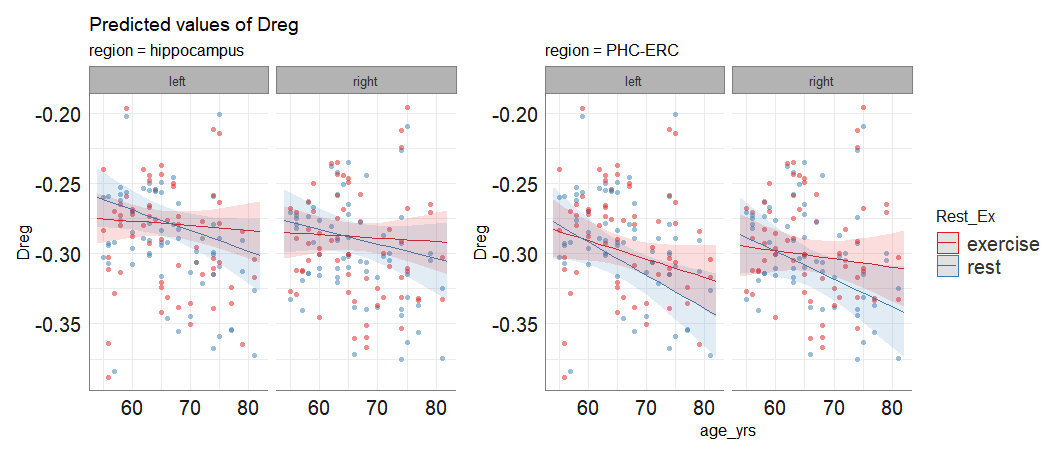 Predicted values of Dreg
region = hippocampus
region = PHC-ERC
left
right
left
right
-0.20
-0.25
-0.30
-0.35
Dreg
60
70
80
60
70
80
-0.20
-0.25
-0.30
-0.35
Dreg
60
70
80
60
70
80
age_yrs
Rest_Ex
exercise
rest